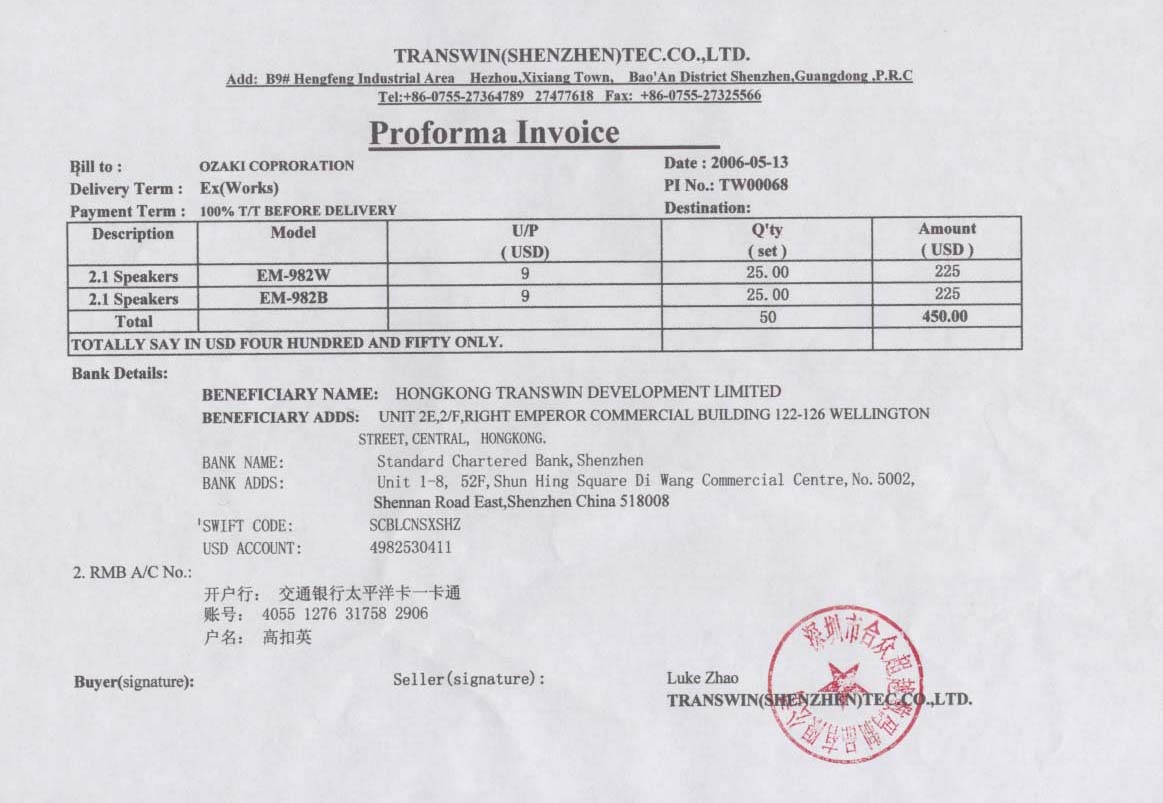 TRANSWIN(SHENZHEN)TEC.CO.,LTD.
Add: B9# Hengfeng Industrial Area Hezhou,Xixiang Town, Bao'An District Shenzhen,Guangdong ,P.R.C
Tel:+86-0755-27364789 27477618 Fax: +86-0755-27325566
Proforma Invoice
Bill to : OZAKI COPRORATION Date : 2006-05-13
Delivery Term : Ex(Works) PI No.: TW00068
Payment Term : 100% T/T BEFORE DELIVERY Destination:
Description Model U/P Q'ty Amount
( USD) ( set ) ( USD )
2.1 Speakers EM-982W 9 25.00 225
2.1 Speakers EM-982B 9 25.00 225
Total 50 450.00
TOTALLY SAY IN USD FOUR HUNDRED AND FIFTY ONLY.
Bank Details:
BENEFICIARY NAME: HONGKONG TRANSWIN DEVELOPMENT LIMITED
BENEFICIARY ADDS: UNIT 2E,2/F,RIGHT EMPEROR COMMERCIAL BUILDING 122-126 WELLINGTON
STREET,CENTRAL, HONGKONG.
BANK NAME: Standard Chartered Bank,Shenzhen
BANK ADDS: Unit 1-8, 52F,Shun Hing Square Di Wang Commercial Centre,No.5002,
Shennan Road East,Shenzhen China 518008
'SWIFT CODE: SCBLCNSXSHZ
USD ACCOUNT: 4982530411
2. RMB A/C No.:
开户行: 交通银行太平洋卡一卡通
账号: 4055 1276 31758 2906
户名: 高扣英
Buyer(signature): Seller(signature): Luke Zhao
TRANSWIN(SHENZHEN)TEC.CO.,LTD.
深圳市合众超越数码制品有限公司